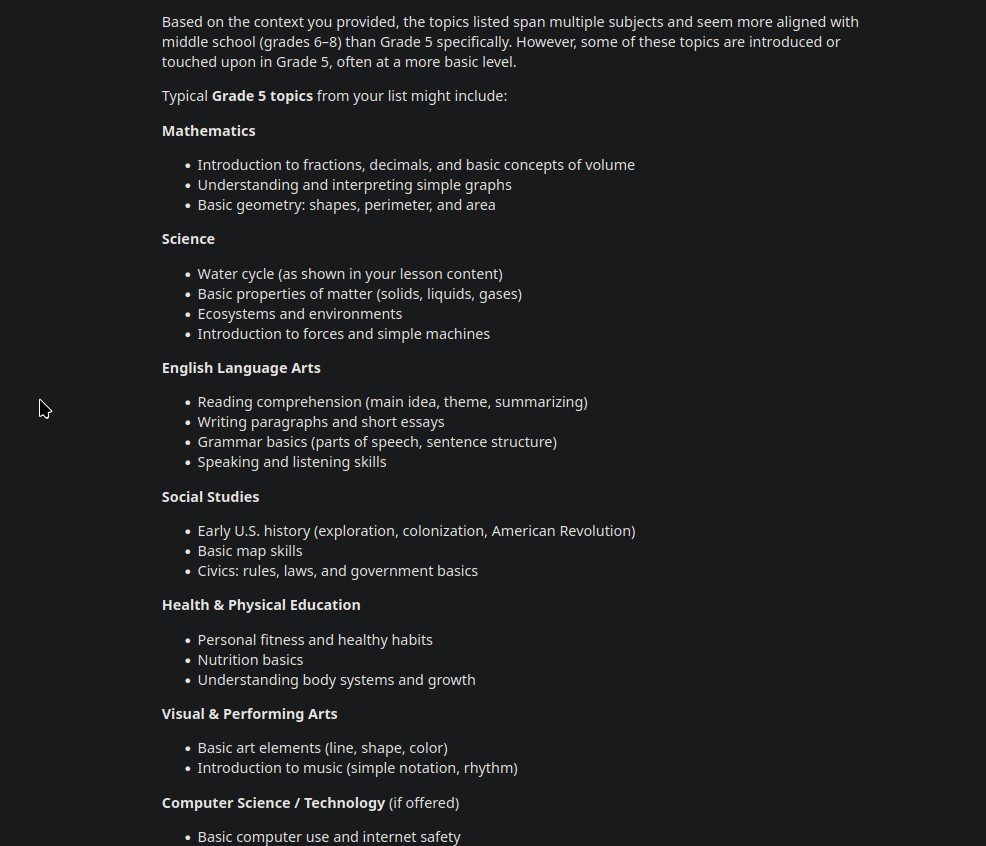 Based on the context you provided, the topics listed span multiple subjects and seem more aligned with
middle school (grades 6–8) than Grade 5 specifically. However, some of these topics are introduced or
touched upon in Grade 5, often at a more basic level.
Typical Grade 5 topics from your list might include:
Mathematics
• Introduction to fractions, decimals, and basic concepts of volume
• Understanding and interpreting simple graphs
• Basic geometry: shapes, perimeter, and area
Science
• Water cycle (as shown in your lesson content)
• Basic properties of matter (solids, liquids, gases)
• Ecosystems and environments
• Introduction to forces and simple machines
English Language Arts
• Reading comprehension (main idea, theme, summarizing)
• Writing paragraphs and short essays
• Grammar basics (parts of speech, sentence structure)
• Speaking and listening skills
Social Studies
• Early U.S. history (exploration, colonization, American Revolution)
• Basic map skills
• Civics: rules, laws, and government basics
Health & Physical Education
• Personal fitness and healthy habits
• Nutrition basics
• Understanding body systems and growth
Visual & Performing Arts
• Basic art elements (line, shape, color)
• Introduction to music (simple notation, rhythm)
Computer Science / Technology (if offered)
• Basic computer use and internet safety